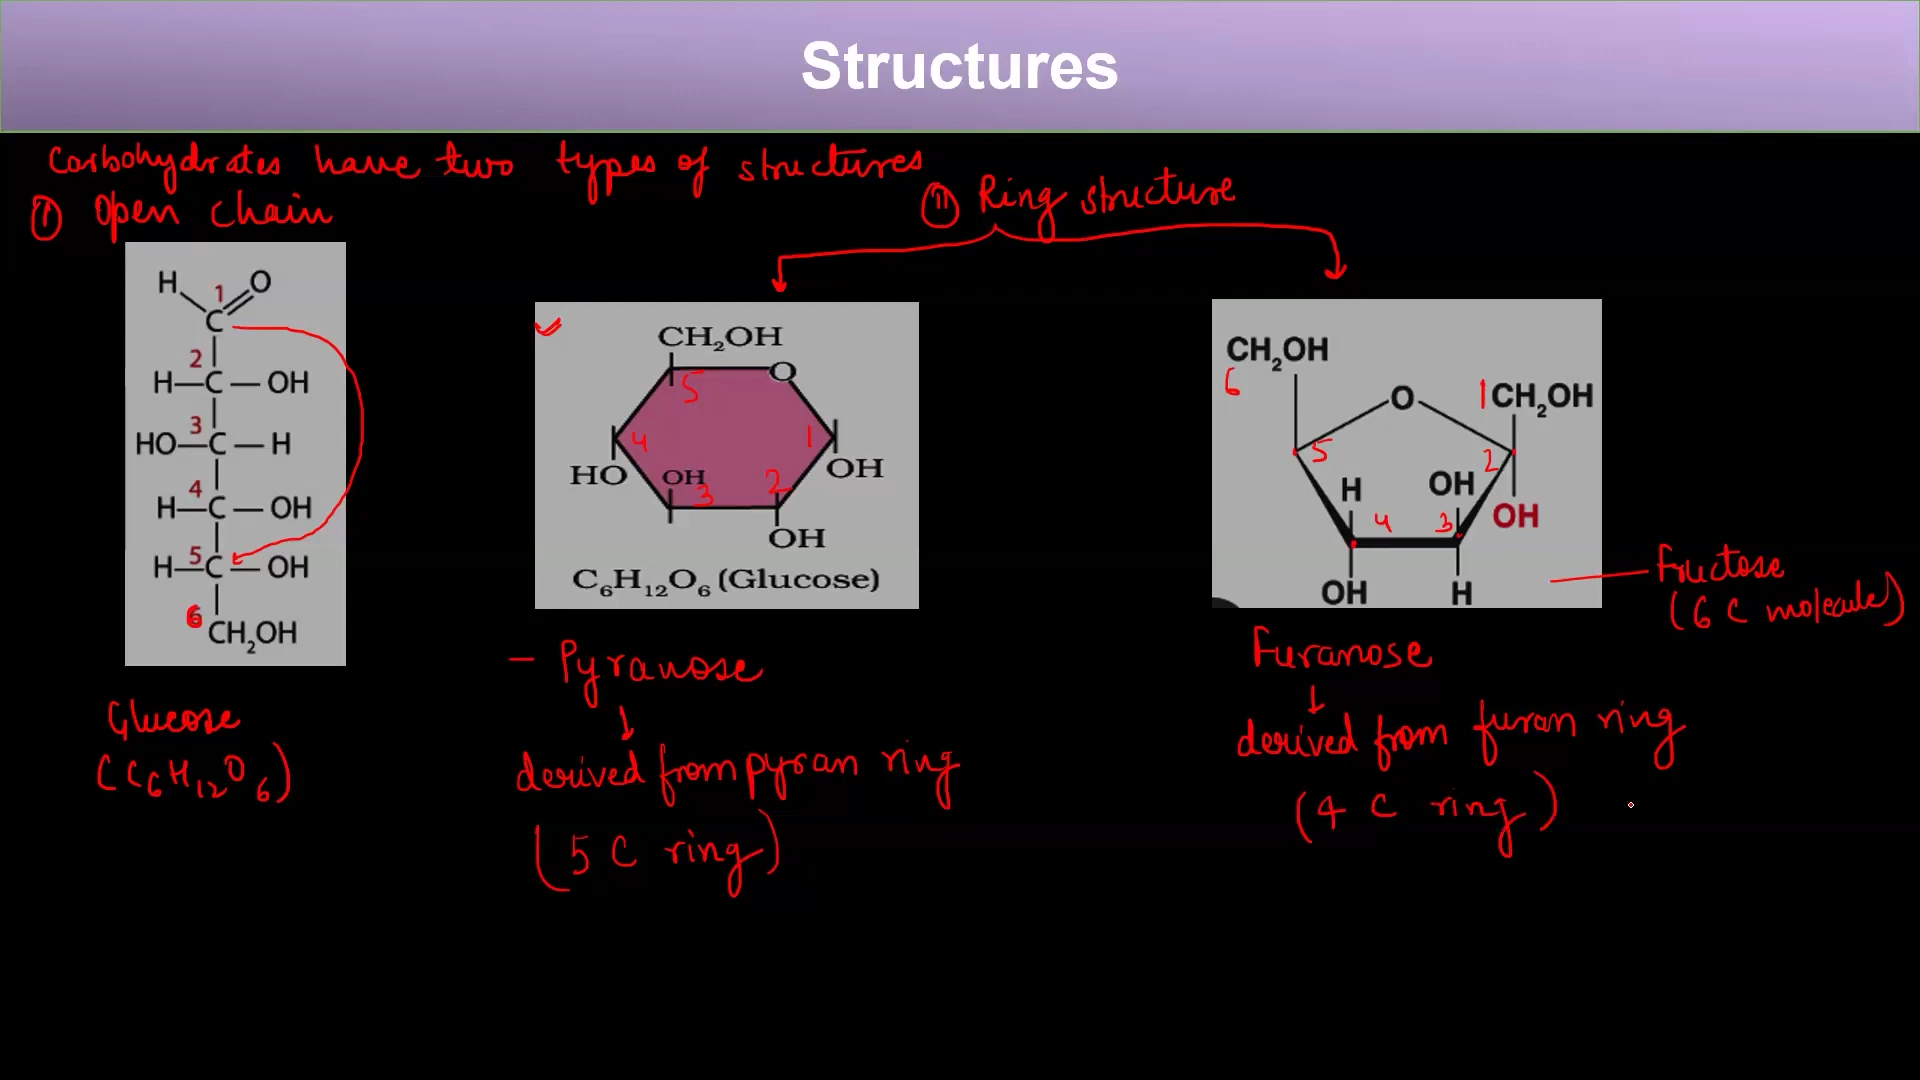 Structures
Carbohydrates have two types of structures
① Open chain
⑪ Ring structure
H O
1
C
2
H—C—OH
3
HO—C—H
4
H—C—OH
5
H—C—OH
6
CH₂OH
Glucose
(C₆H₁₂O₆)
CH₂OH
5 O
4 1
HO OH 3 2 OH
OH
C₆H₁₂O₆ (Glucose)
- Pyranose
derived from pyran ring
(5 C ring)
CH₂OH
6 O 1CH₂OH
5 2
H OH
4 3 OH
OH H
Fructose
(6 C molecule)
Furanose
derived from furan ring
(4 C ring)